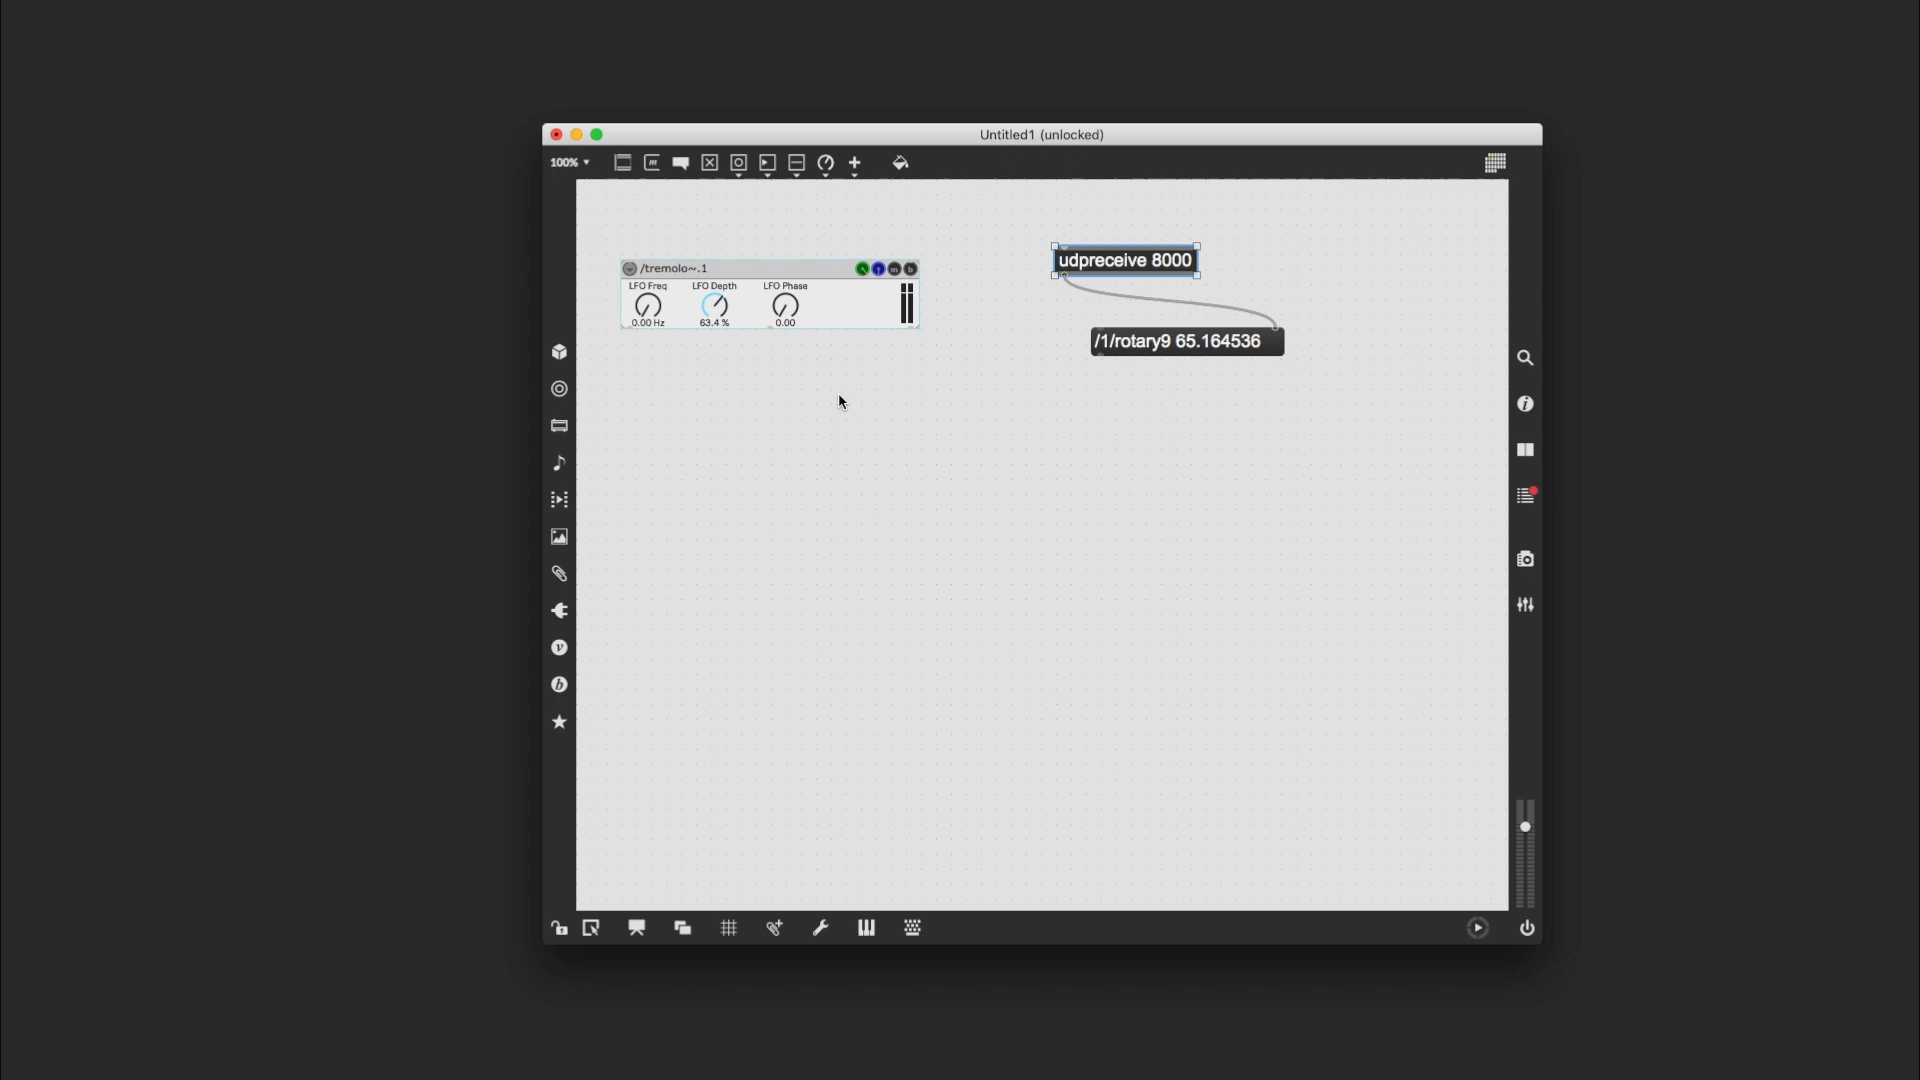 Untitled1 (unlocked)
100%
/tremolo~.1
LFO Freq LFO Depth LFO Phase
0.00 Hz 63.4 % 0.00
udpreceive 8000
/1/rotary9 65.164536